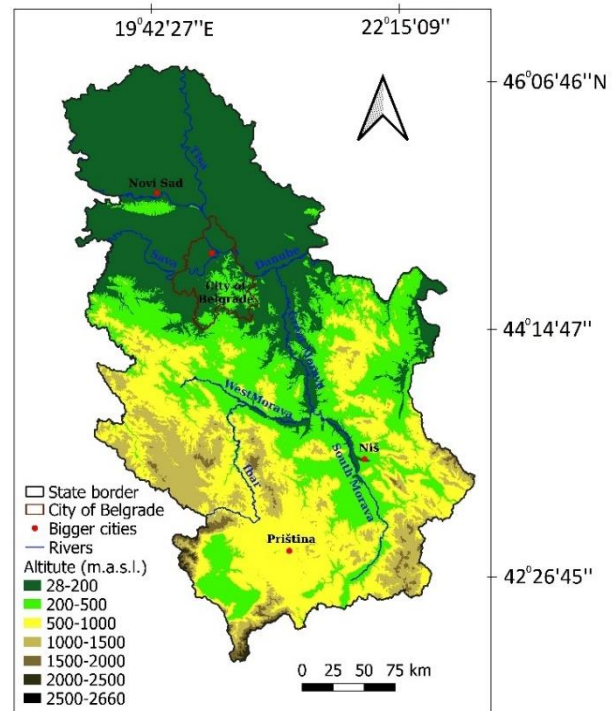 19°42'27''E 22°15'09''
46°06'46''N
Tisa
Novi Sad
Sava
Danube
City of
Belgrade
44°14'47''
Morava
West Morava
Niš
Ibar
South Morava
Priština
42°26'45''
State border
City of Belgrade
Bigger cities
Rivers
Altitute (m.a.s.l.)
28-200
200-500
500-1000
1000-1500
1500-2000
2000-2500
2500-2660
0 25 50 75 km